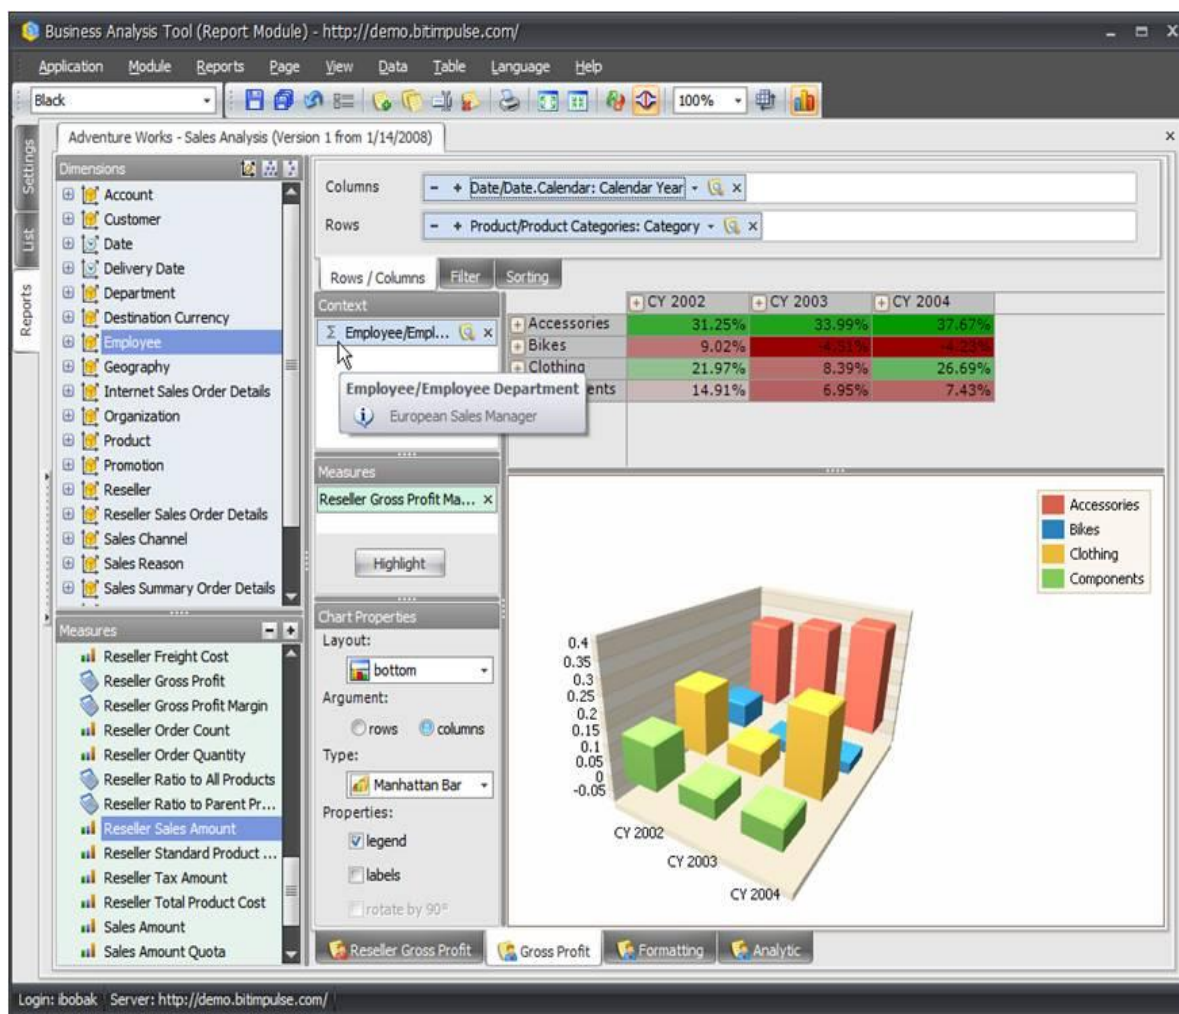 Business Analysis Tool (Report Module) - http://demo.bitimpulse.com/
Application Module Reports Page View Data Table Language Help
Black 100%
Settings
List
Reports
Adventure Works - Sales Analysis (Version 1 from 1/14/2008)
Dimensions
Account
Customer
Date
Delivery Date
Department
Destination Currency
Employee
Geography
Internet Sales Order Details
Organization
Product
Promotion
Reseller
Reseller Sales Order Details
Sales Channel
Sales Reason
Sales Summary Order Details
Measures
Reseller Freight Cost
Reseller Gross Profit
Reseller Gross Profit Margin
Reseller Order Count
Reseller Order Quantity
Reseller Ratio to All Products
Reseller Ratio to Parent Pr...
Reseller Sales Amount
Reseller Standard Product ...
Reseller Tax Amount
Reseller Total Product Cost
Sales Amount
Sales Amount Quota
Columns - + Date/Date.Calendar: Calendar Year
Rows - + Product/Product Categories: Category
Rows / Columns Filter Sorting
Context
Σ Employee/Empl...
Employee/Employee Department
European Sales Manager
Measures
Reseller Gross Profit Ma...
Highlight
Chart Properties
Layout:
bottom
Argument:
rows columns
Type:
Manhattan Bar
Properties:
legend
labels
rotate by 90°
CY 2002 CY 2003 CY 2004
Accessories 31.25% 33.99% 37.67%
Bikes 9.02% -4.51% -4.23%
Clothing 21.97% 8.39% 26.69%
ents 14.91% 6.95% 7.43%
Accessories
Bikes
Clothing
Components
0.4
0.35
0.3
0.25
0.2
0.15
0.1
0.05
0
-0.05
CY 2002
CY 2003
CY 2004
Reseller Gross Profit Gross Profit Formatting Analytic
Login: ibobak Server: http://demo.bitimpulse.com/